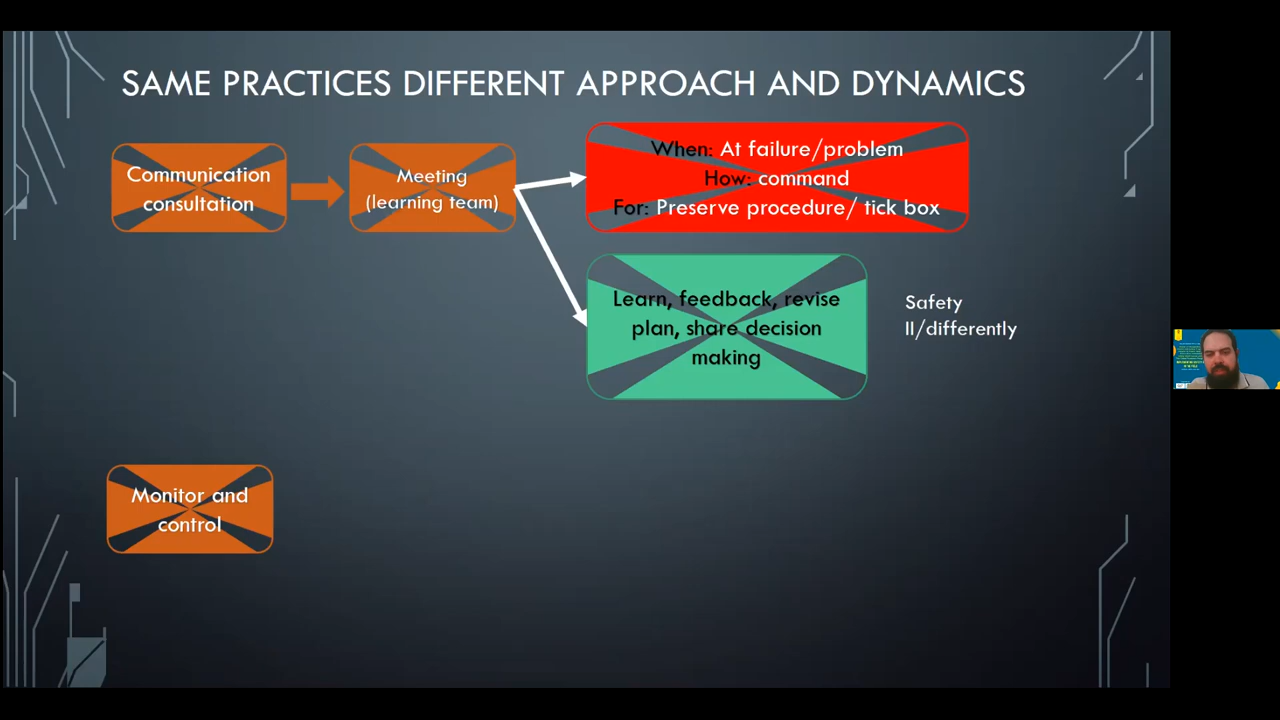 SAME PRACTICES DIFFERENT APPROACH AND DYNAMICS
Communication
consultation
Meeting
(learning team)
When: At failure/problem
How: command
For: Preserve procedure/ tick box
Learn, feedback, revise
plan, share decision
making
Safety
II/differently
Monitor and
control